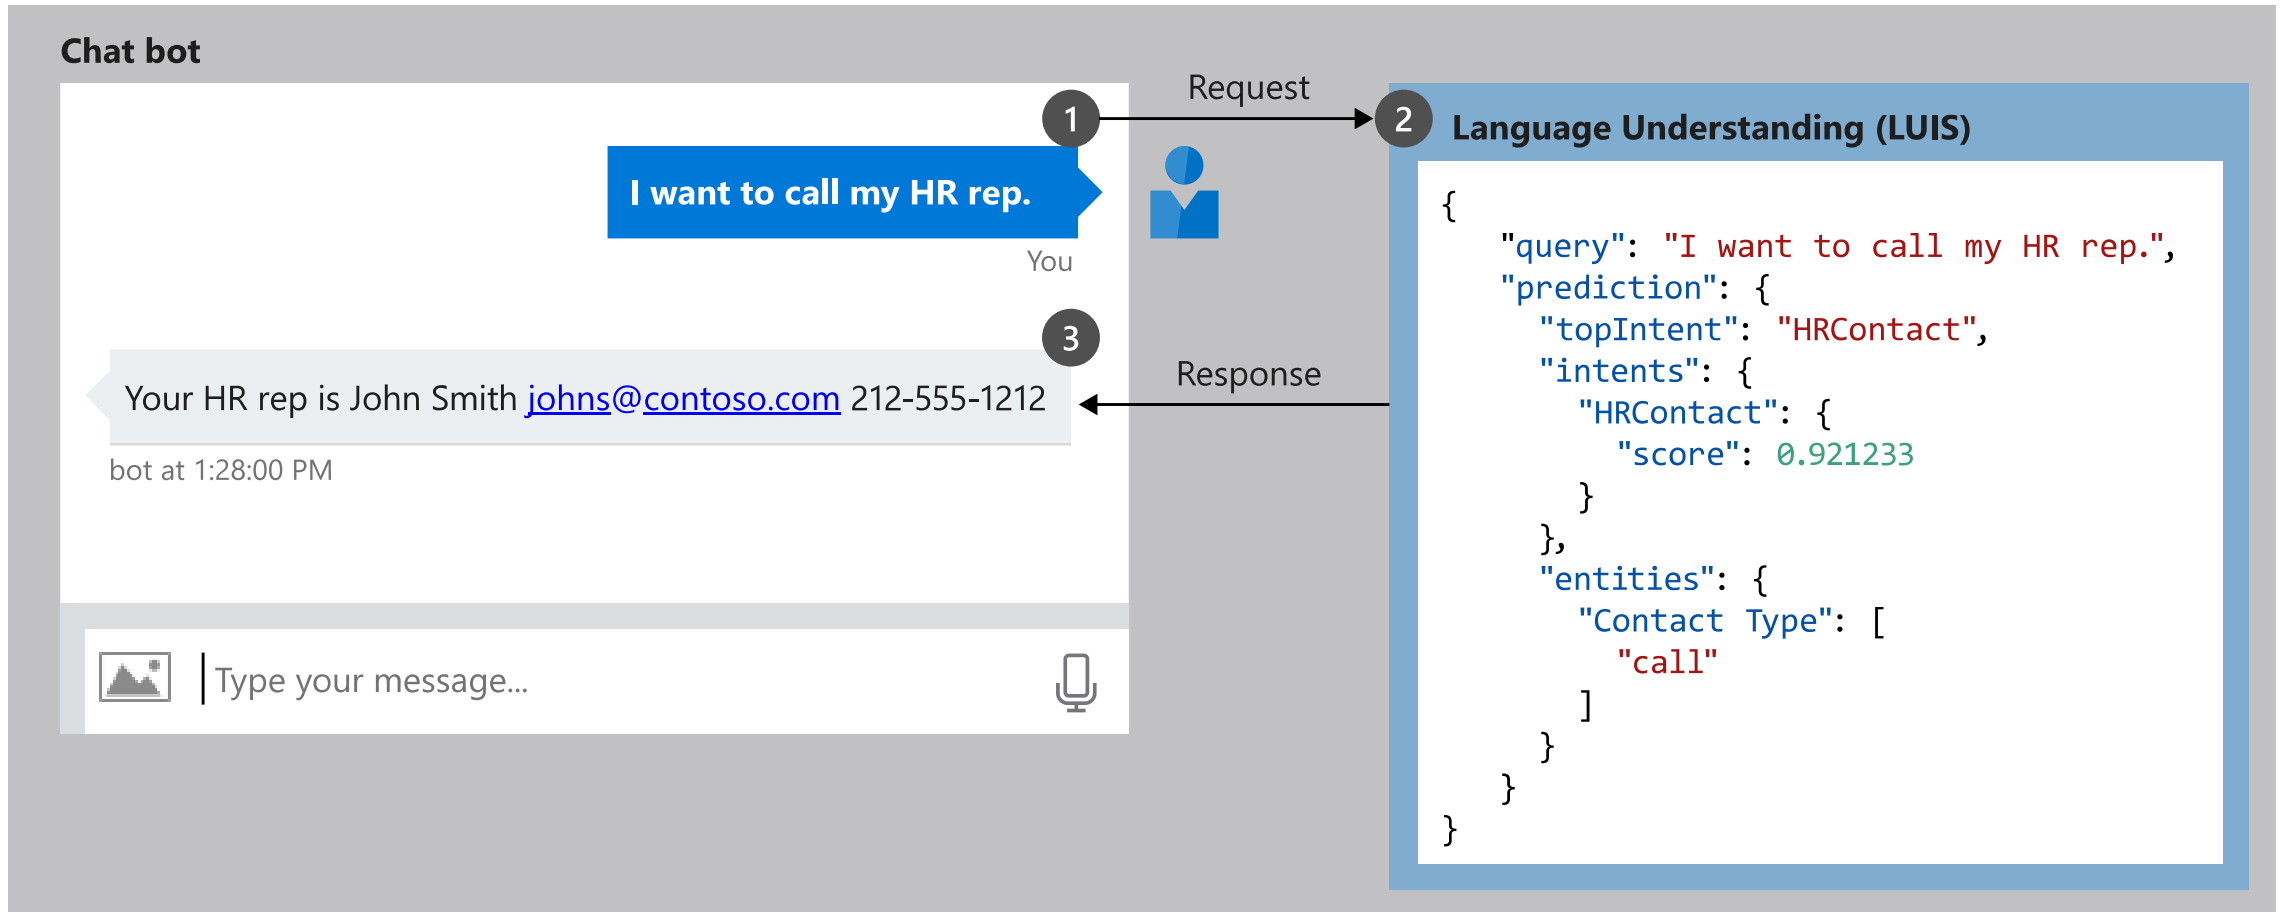 Chat bot
1
Request
2
Language Understanding (LUIS)
I want to call my HR rep.
You
3
Response
Your HR rep is John Smith johns@contoso.com 212-555-1212
bot at 1:28:00 PM
Type your message...
{
"query": "I want to call my HR rep.",
"prediction": {
"topIntent": "HRContact",
"intents": {
"HRContact": {
"score": 0.921233
}
},
"entities": {
"Contact Type": [
"call"
]
}
}
}